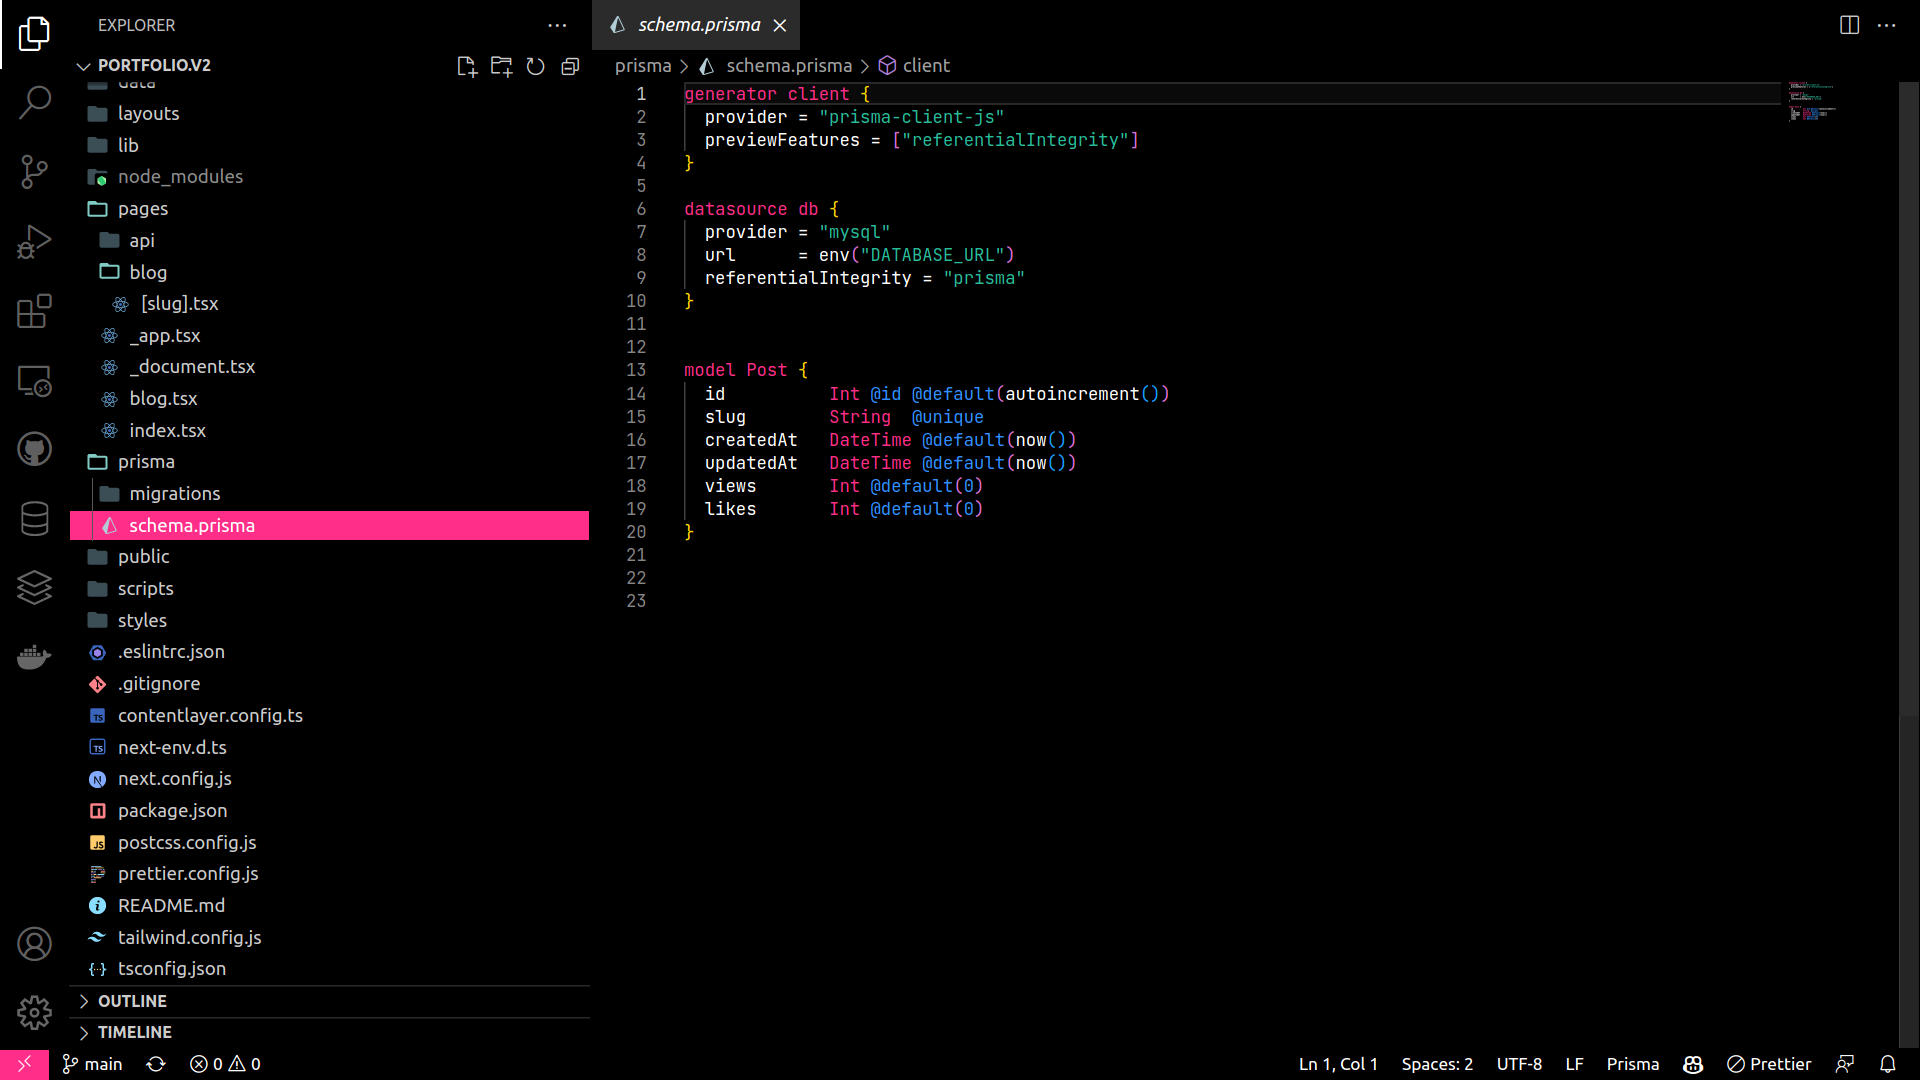 EXPLORER
PORTFOLIO.V2
data
layouts
lib
node_modules
pages
api
blog
[slug].tsx
_app.tsx
_document.tsx
blog.tsx
index.tsx
prisma
migrations
schema.prisma
public
scripts
styles
.eslintrc.json
.gitignore
contentlayer.config.ts
next-env.d.ts
next.config.js
package.json
postcss.config.js
prettier.config.js
README.md
tailwind.config.js
tsconfig.json
OUTLINE
TIMELINE
schema.prisma
prisma > schema.prisma > client
1 generator client {
2   provider = "prisma-client-js"
3   previewFeatures = ["referentialIntegrity"]
4 }
5
6 datasource db {
7   provider = "mysql"
8   url      = env("DATABASE_URL")
9   referentialIntegrity = "prisma"
10 }
11
12
13 model Post {
14   id          Int @id @default(autoincrement())
15   slug        String  @unique
16   createdAt   DateTime @default(now())
17   updatedAt   DateTime @default(now())
18   views       Int @default(0)
19   likes       Int @default(0)
20 }
21
22
23
main 0 0 Ln 1, Col 1 Spaces: 2 UTF-8 LF Prisma Prettier